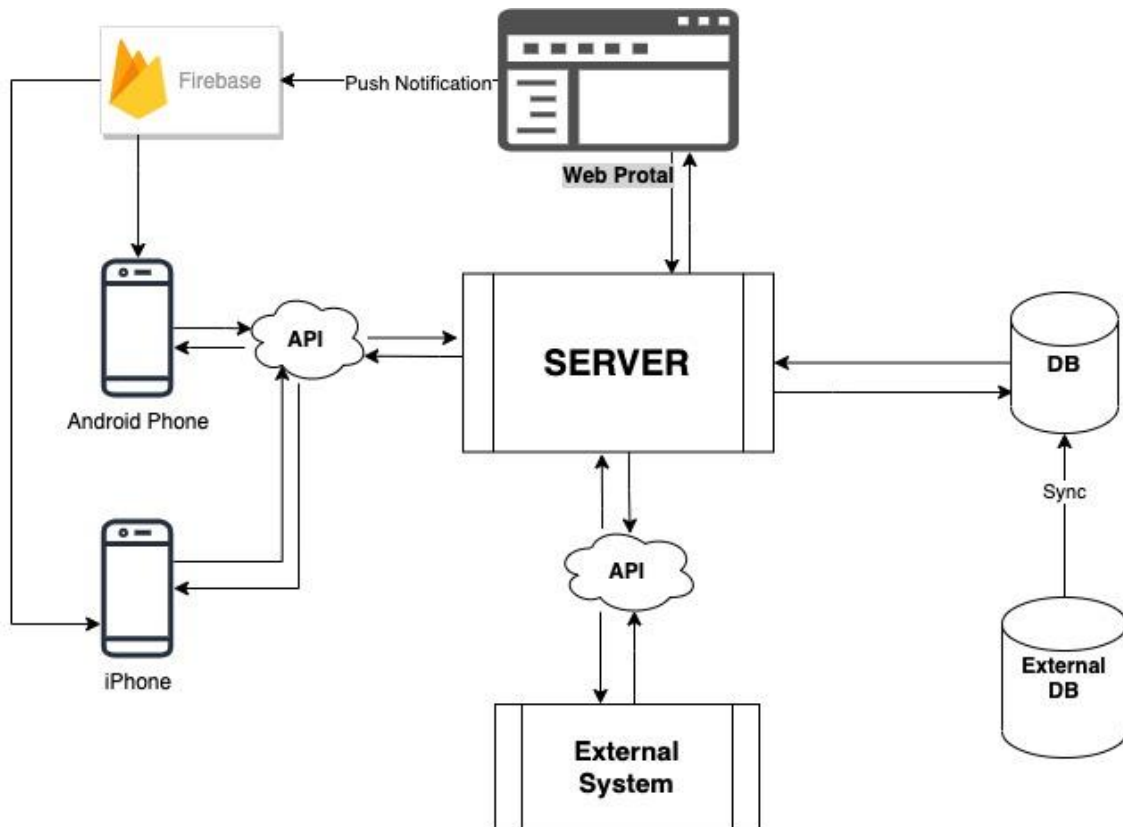 Firebase
Push Notification
Web Protal
API
SERVER
DB
Android Phone
Sync
API
iPhone
External
DB
External
System